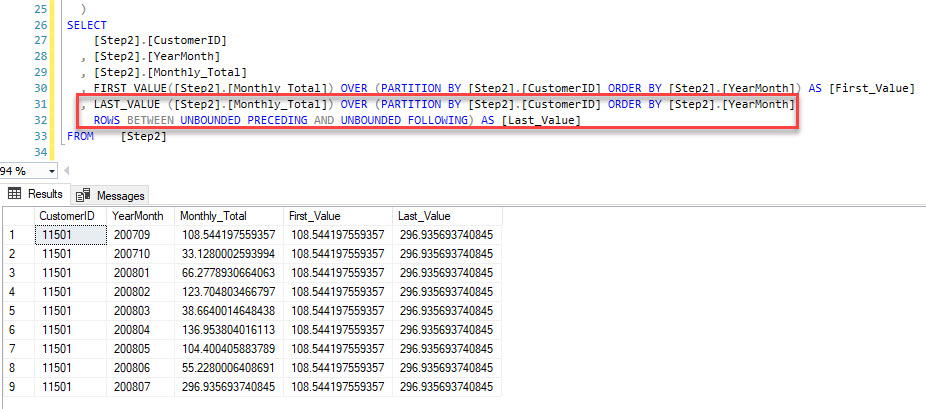 25 )
26 SELECT
27 [Step2].[CustomerID]
28 , [Step2].[YearMonth]
29 , [Step2].[Monthly_Total]
30 , FIRST_VALUE([Step2].[Monthly_Total]) OVER (PARTITION BY [Step2].[CustomerID] ORDER BY [Step2].[YearMonth]) AS [First_Value]
31 , LAST_VALUE ([Step2].[Monthly_Total]) OVER (PARTITION BY [Step2].[CustomerID] ORDER BY [Step2].[YearMonth]
32 ROWS BETWEEN UNBOUNDED PRECEDING AND UNBOUNDED FOLLOWING) AS [Last_Value]
33 FROM [Step2]
34
94 %
Results Messages
CustomerID YearMonth Monthly_Total First_Value Last_Value
1 11501 200709 108.544197559357 108.544197559357 296.935693740845
2 11501 200710 33.1280002593994 108.544197559357 296.935693740845
3 11501 200801 66.2778930664063 108.544197559357 296.935693740845
4 11501 200802 123.704803466797 108.544197559357 296.935693740845
5 11501 200803 38.6640014648438 108.544197559357 296.935693740845
6 11501 200804 136.953804016113 108.544197559357 296.935693740845
7 11501 200805 104.400405883789 108.544197559357 296.935693740845
8 11501 200806 55.2280006408691 108.544197559357 296.935693740845
9 11501 200807 296.935693740845 108.544197559357 296.935693740845